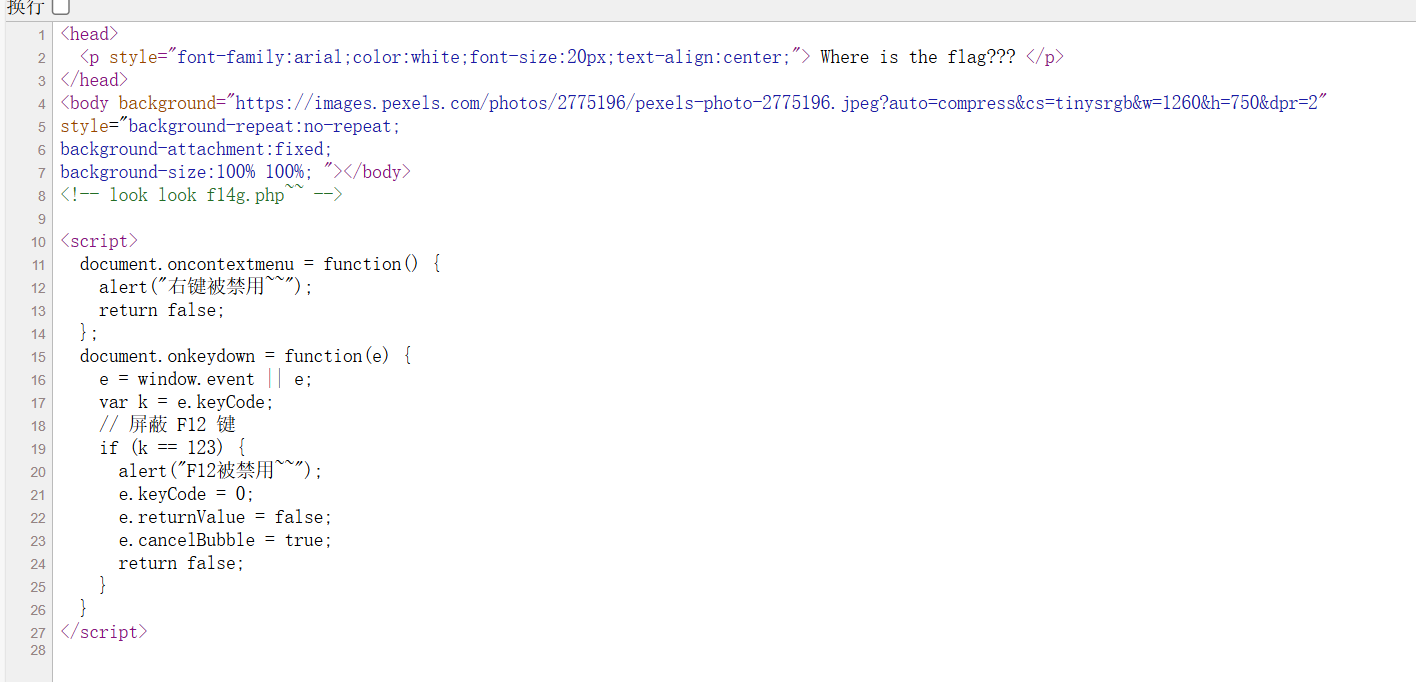 换行
1 <head>
2   <p style="font-family:arial;color:white;font-size:20px;text-align:center;"> Where is the flag??? </p>
3 </head>
4 <body background="https://images.pexels.com/photos/2775196/pexels-photo-2775196.jpeg?auto=compress&cs=tinysrgb&w=1260&h=750&dpr=2"
5 style="background-repeat:no-repeat;
6 background-attachment:fixed;
7 background-size:100% 100%; "></body>
8 <!-- look look fl4g.php~~ -->
9
10 <script>
11   document.oncontextmenu = function() {
12     alert("右键被禁用~~");
13     return false;
14   };
15   document.onkeydown = function(e) {
16     e = window.event || e;
17     var k = e.keyCode;
18     // 屏蔽 F12 键
19     if (k == 123) {
20       alert("F12被禁用~~");
21       e.keyCode = 0;
22       e.returnValue = false;
23       e.cancelBubble = true;
24       return false;
25     }
26   }
27 </script>
28